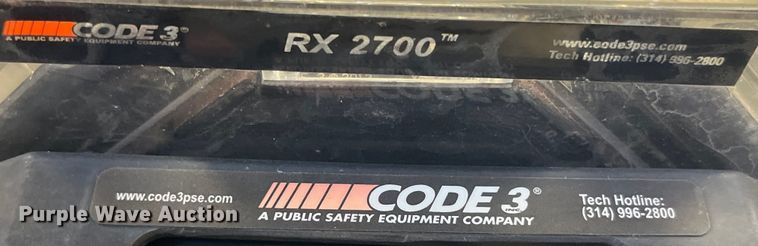 CODE 3®
A PUBLIC SAFETY EQUIPMENT COMPANY
RX 2700™
www.code3pse.com
Tech Hotline: (314) 996-2800
www.code3pse.com
CODE 3®
INC.
A PUBLIC SAFETY EQUIPMENT COMPANY
Tech Hotline:
(314) 996-2800
Purple Wave Auction